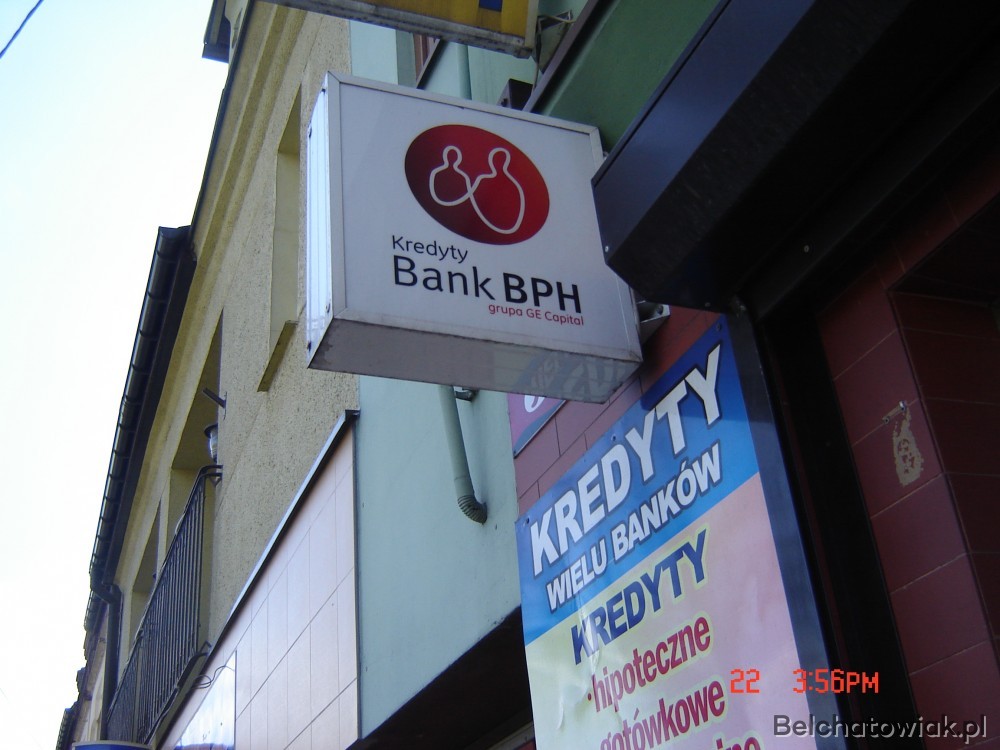 Kredyty
Bank BPH
grupa GE Capital
KREDYTY
WIELU BANKÓW
KREDYTY
•hipoteczne
gotówkowe
22 3:56PM
Belchatowiak.pl